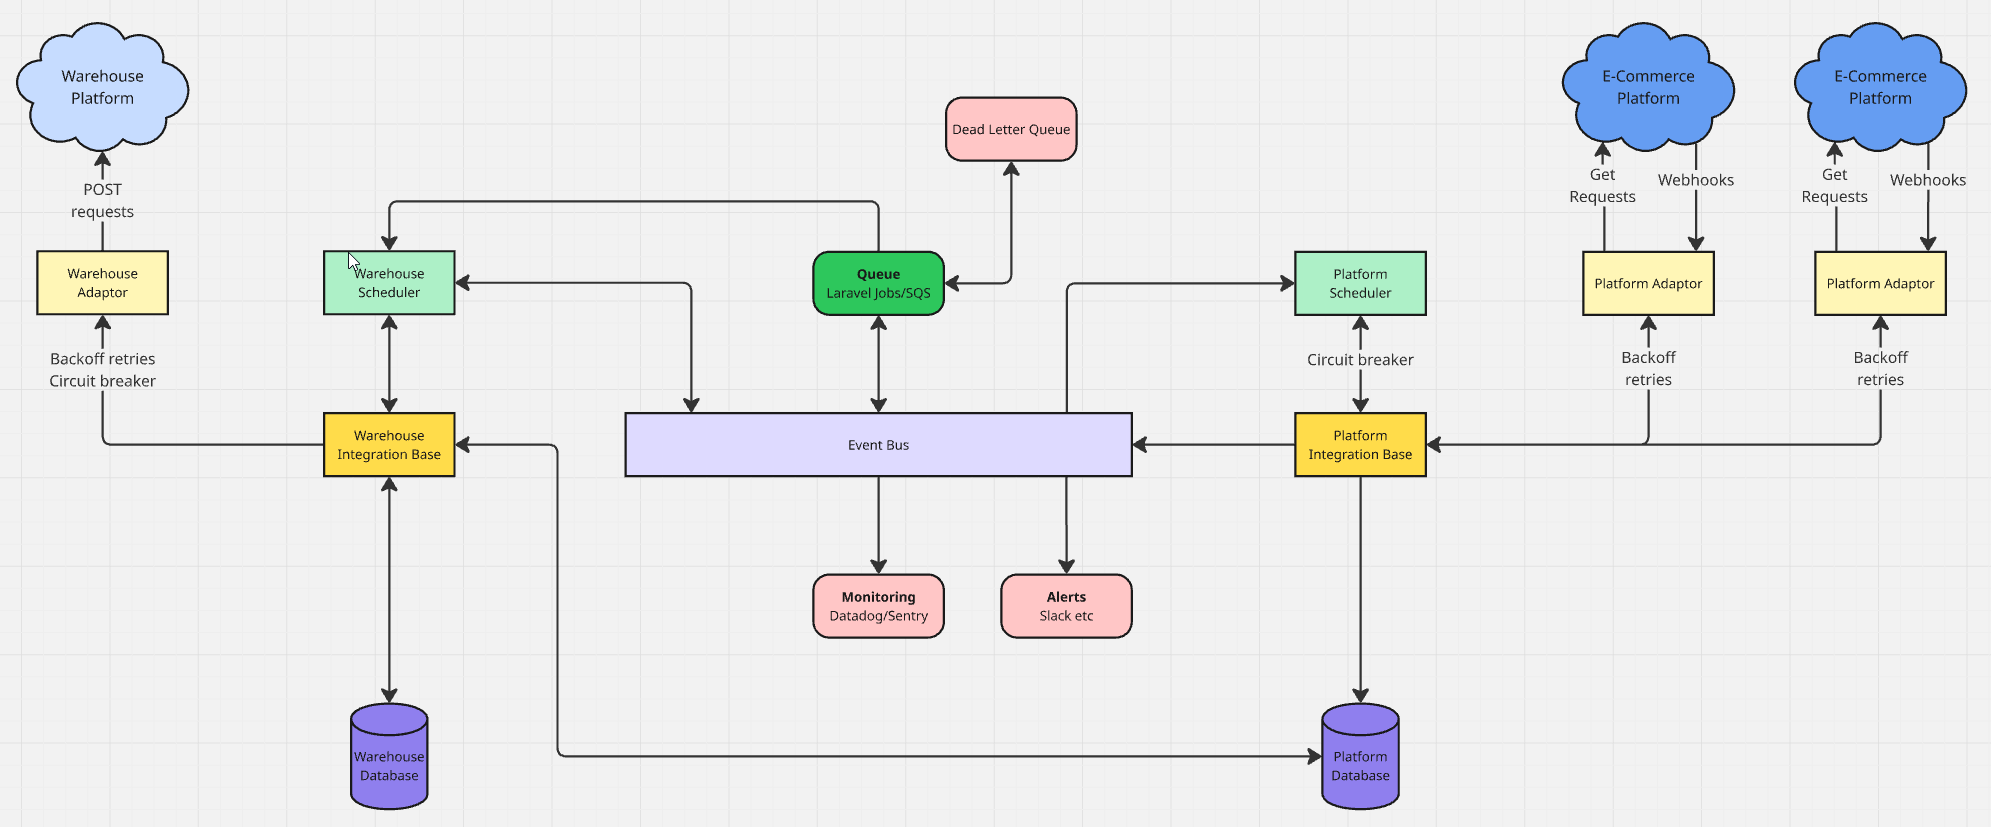 Warehouse
Platform
E-Commerce
Platform
E-Commerce
Platform
Dead Letter Queue
POST
requests
Get
Requests
Webhooks
Get
Requests
Webhooks
Warehouse
Adaptor
Warehouse
Scheduler
Queue
Laravel Jobs/SQS
Platform
Scheduler
Platform Adaptor
Platform Adaptor
Backoff retries
Circuit breaker
Circuit breaker
Backoff
retries
Backoff
retries
Warehouse
Integration Base
Event Bus
Platform
Integration Base
Monitoring
Datadog/Sentry
Alerts
Slack etc
Warehouse
Database
Platform
Database